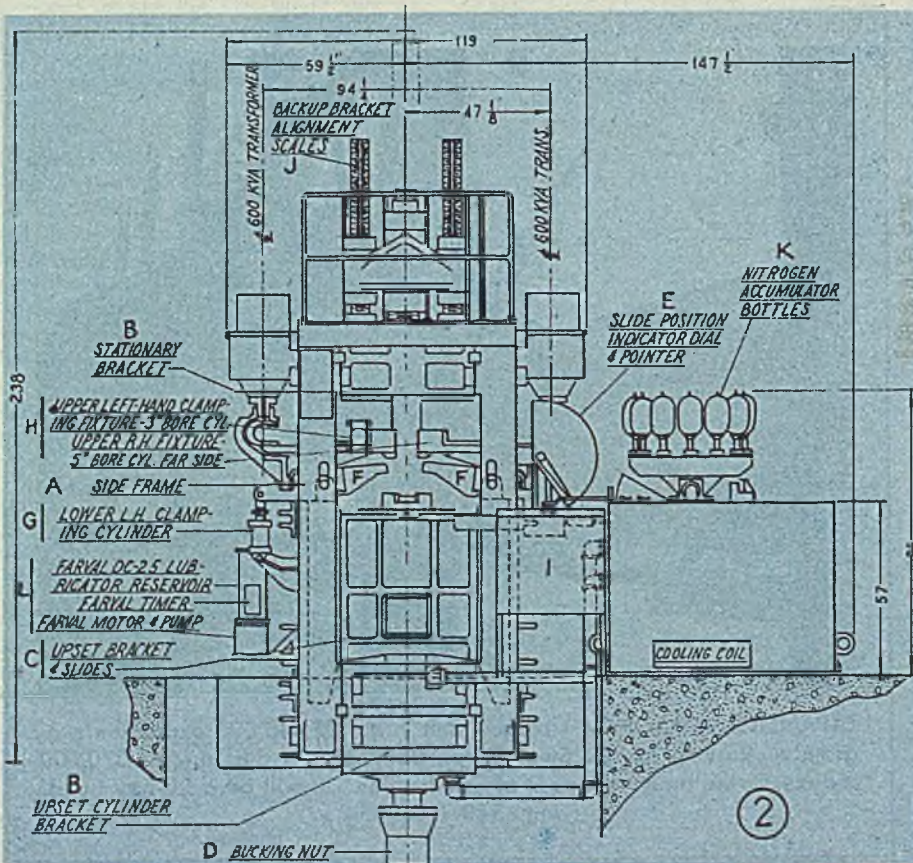 119
59 1/2"
147 1/2
94 1/4
47 1/8
238
℄ 600 KVA TRANSFORMER
BACKUP BRACKET
ALIGNMENT
SCALES
J
℄ 600 KVA TRANS.
K
NITROGEN
ACCUMULATOR
BOTTLES
E
SLIDE POSITION
INDICATOR DIAL
& POINTER
B
STATIONARY
BRACKET
H
UPPER LEFT-HAND CLAMP-
ING FIXTURE-3" BORE CYL.
UPPER R.H. FIXTURE-
5" BORE CYL. FAR SIDE
F
F
A
SIDE FRAME
G
LOWER L.H. CLAMP-
ING CYLINDER
FARVAL DC-25 LUB-
RICATOR RESERVOIR
FARVAL TIMER
FARVAL MOTOR & PUMP
I
57
C
UPSET BRACKET
& SLIDES
COOLING COIL
B
UPSET CYLINDER
BRACKET
D BUCKING NUT
2